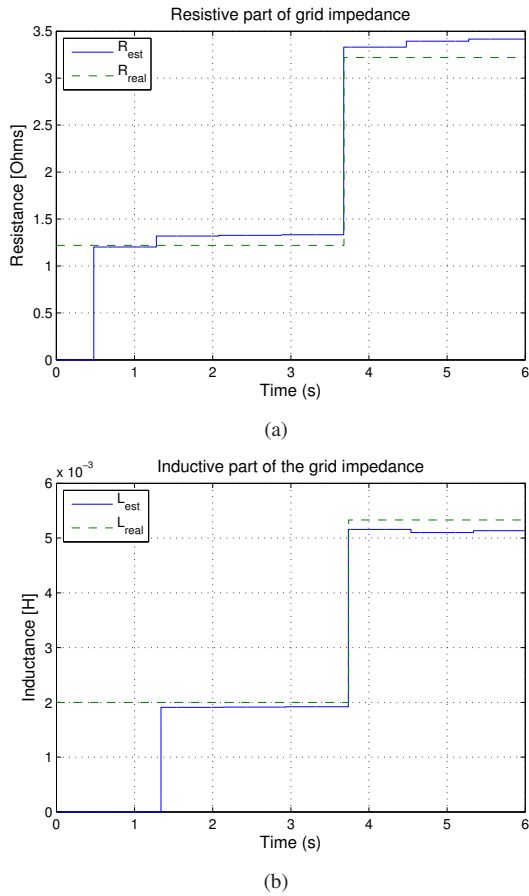 Resistive part of grid impedance
3.5
3
2.5
2
1.5
1
0.5
0
Resistance [Ohms]
R_est
R_real
0 1 2 3 4 5 6
Time (s)
(a)
x 10^-3
Inductive part of the grid impedance
6
5
4
3
2
1
0
Inductance [H]
L_est
L_real
0 1 2 3 4 5 6
Time (s)
(b)